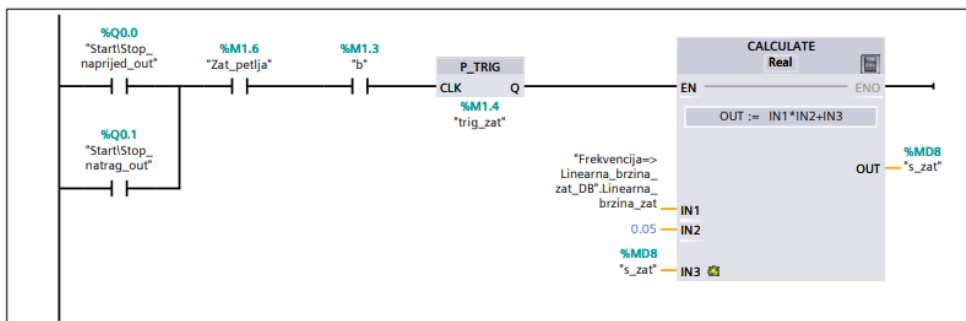 %Q0.0
"Start\Stop_
naprijed_out"
%M1.6
"Zat_petlja"
%M1.3
"b"
P_TRIG
CLK
Q
%M1.4
"trig_zat"
%Q0.1
"Start\Stop_
natrag_out"
CALCULATE
Real
EN
ENO
OUT := IN1*IN2+IN3
"Frekvencija=>
Linearna_brzina_
zat_DB".Linearna_
brzina_zat
IN1
0.05
IN2
%MD8
"s_zat"
IN3
%MD8
OUT
"s_zat"